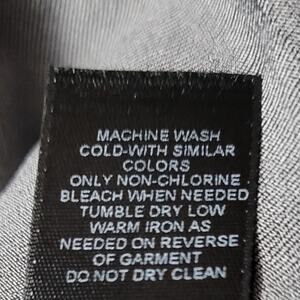 MACHINE WASH
COLD-WITH SIMILAR
COLORS
ONLY NON-CHLORINE
BLEACH WHEN NEEDED
TUMBLE DRY LOW
WARM IRON AS
NEEDED ON REVERSE
OF GARMENT
DO NOT DRY CLEAN